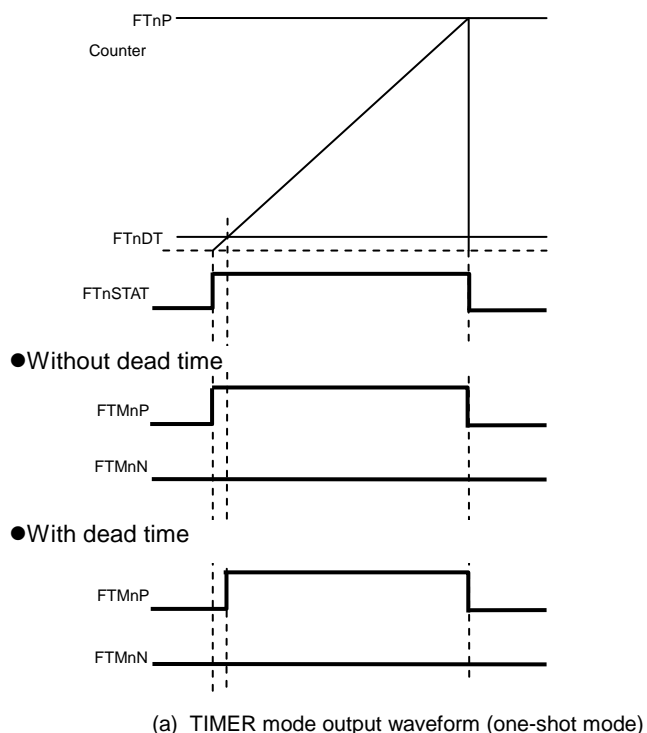 FTnP
Counter
FTnDT
FTnSTAT
●Without dead time
FTMnP
FTMnN
●With dead time
FTMnP
FTMnN
(a) TIMER mode output waveform (one-shot mode)